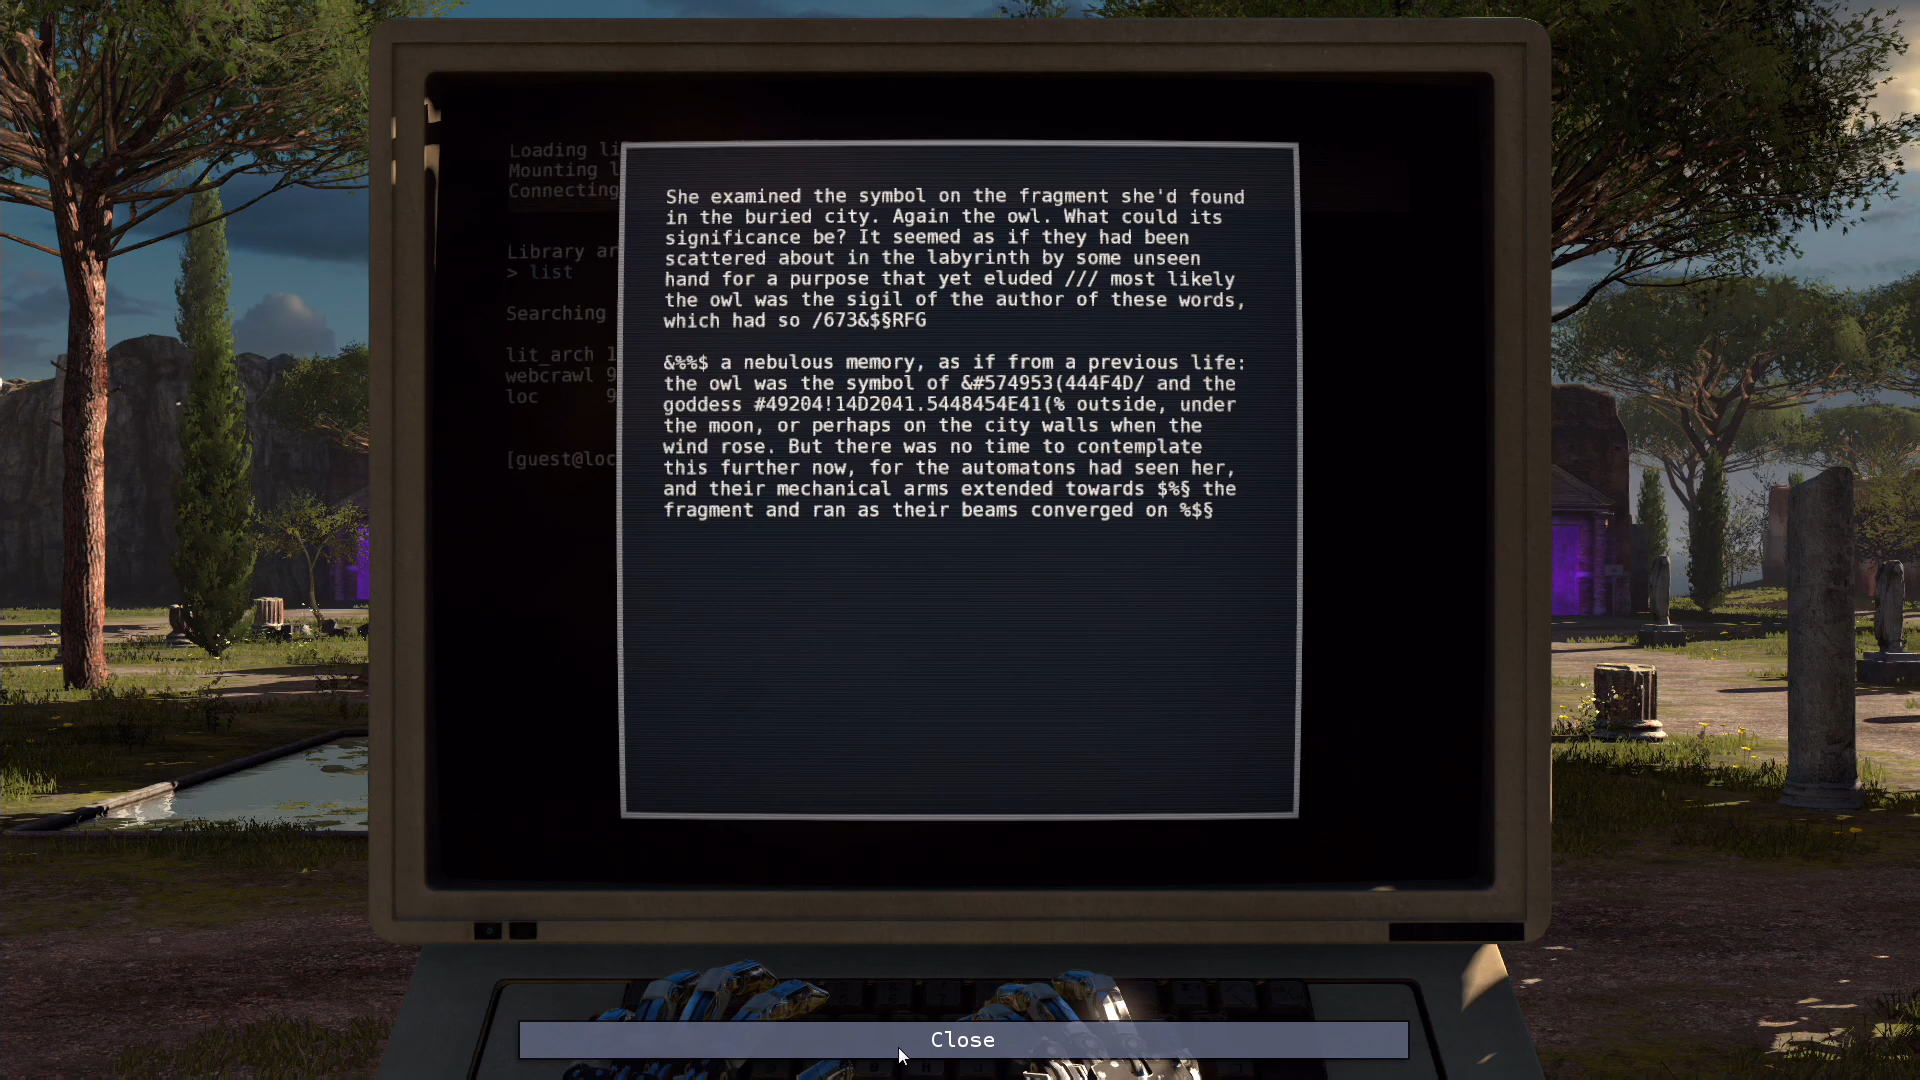 Loading li
Mounting l
Connecting
Library ar
> list
Searching
lit_arch 1
webcrawl 9
loc 9
[guest@loc
She examined the symbol on the fragment she'd found
in the buried city. Again the owl. What could its
significance be? It seemed as if they had been
scattered about in the labyrinth by some unseen
hand for a purpose that yet eluded /// most likely
the owl was the sigil of the author of these words,
which had so /673&$§RFG
&%%$ a nebulous memory, as if from a previous life:
the owl was the symbol of &#574953(444F4D/ and the
goddess #49204!14D2041.5448454E41(% outside, under
the moon, or perhaps on the city walls when the
wind rose. But there was no time to contemplate
this further now, for the automatons had seen her,
and their mechanical arms extended towards $%§ the
fragment and ran as their beams converged on %$§
Close